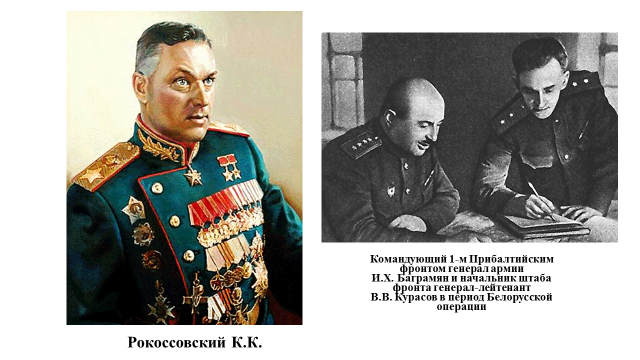 Командующий 1-м Прибалтийским
фронтом генерал армии
И.Х. Баграмян и начальник штаба
фронта генерал-лейтенант
В.В. Курасов в период Белорусской
операции
Рокоссовский К.К.